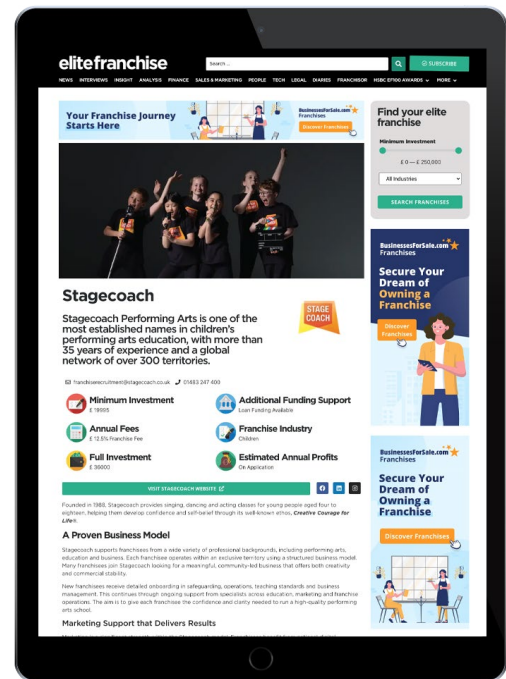 elitefranchise
Search ...
SUBSCRIBE
NEWS INTERVIEWS INSIGHT ANALYSIS FINANCE SALES & MARKETING PEOPLE TECH LEGAL DIARIES FRANCHISOR HSBC EF100 AWARDS MORE
Your Franchise Journey
Starts Here
BusinessesForSale.com
Franchises
Discover Franchises
Find your elite
franchise
Minimum Investment
£ 0 — £ 250,000
All Industries
SEARCH FRANCHISES
Stagecoach
STAGE
COACH
Stagecoach Performing Arts is one of the
most established names in children's
performing arts education, with more than
35 years of experience and a global
network of over 300 territories.
franchiserecruitment@stagecoach.co.uk 01483 247 400
Minimum Investment
£ 19995
Additional Funding Support
Loan Funding Available
Annual Fees
£ 12.5% Franchise Fee
Franchise Industry
Children
Full Investment
£ 36000
Estimated Annual Profits
On Application
VISIT STAGECOACH WEBSITE
Founded in 1988, Stagecoach provides singing, dancing and acting classes for young people aged four to
eighteen, helping them develop confidence and self-belief through its well-known ethos, Creative Courage for
Life®.
A Proven Business Model
Stagecoach supports franchisees from a wide variety of professional backgrounds, including performing arts,
education and business. Each franchisee operates within an exclusive territory using a structured business model.
Many franchisees join Stagecoach looking for a meaningful, community-led business that offers both creativity
and commercial stability.
New franchisees receive detailed onboarding in safeguarding, operations, teaching standards and business
management. This continues through ongoing support from specialists across education, marketing and franchise
operations. The aim is to give each franchisee the confidence and clarity needed to run a high-quality performing
arts school.
Marketing Support that Delivers Results
BusinessesForSale.com
Franchises
Secure Your
Dream of
Owning a
Franchise
Discover
Franchises
BusinessesForSale.com
Franchises
Secure Your
Dream of
Owning a
Franchise
Discover Franchises